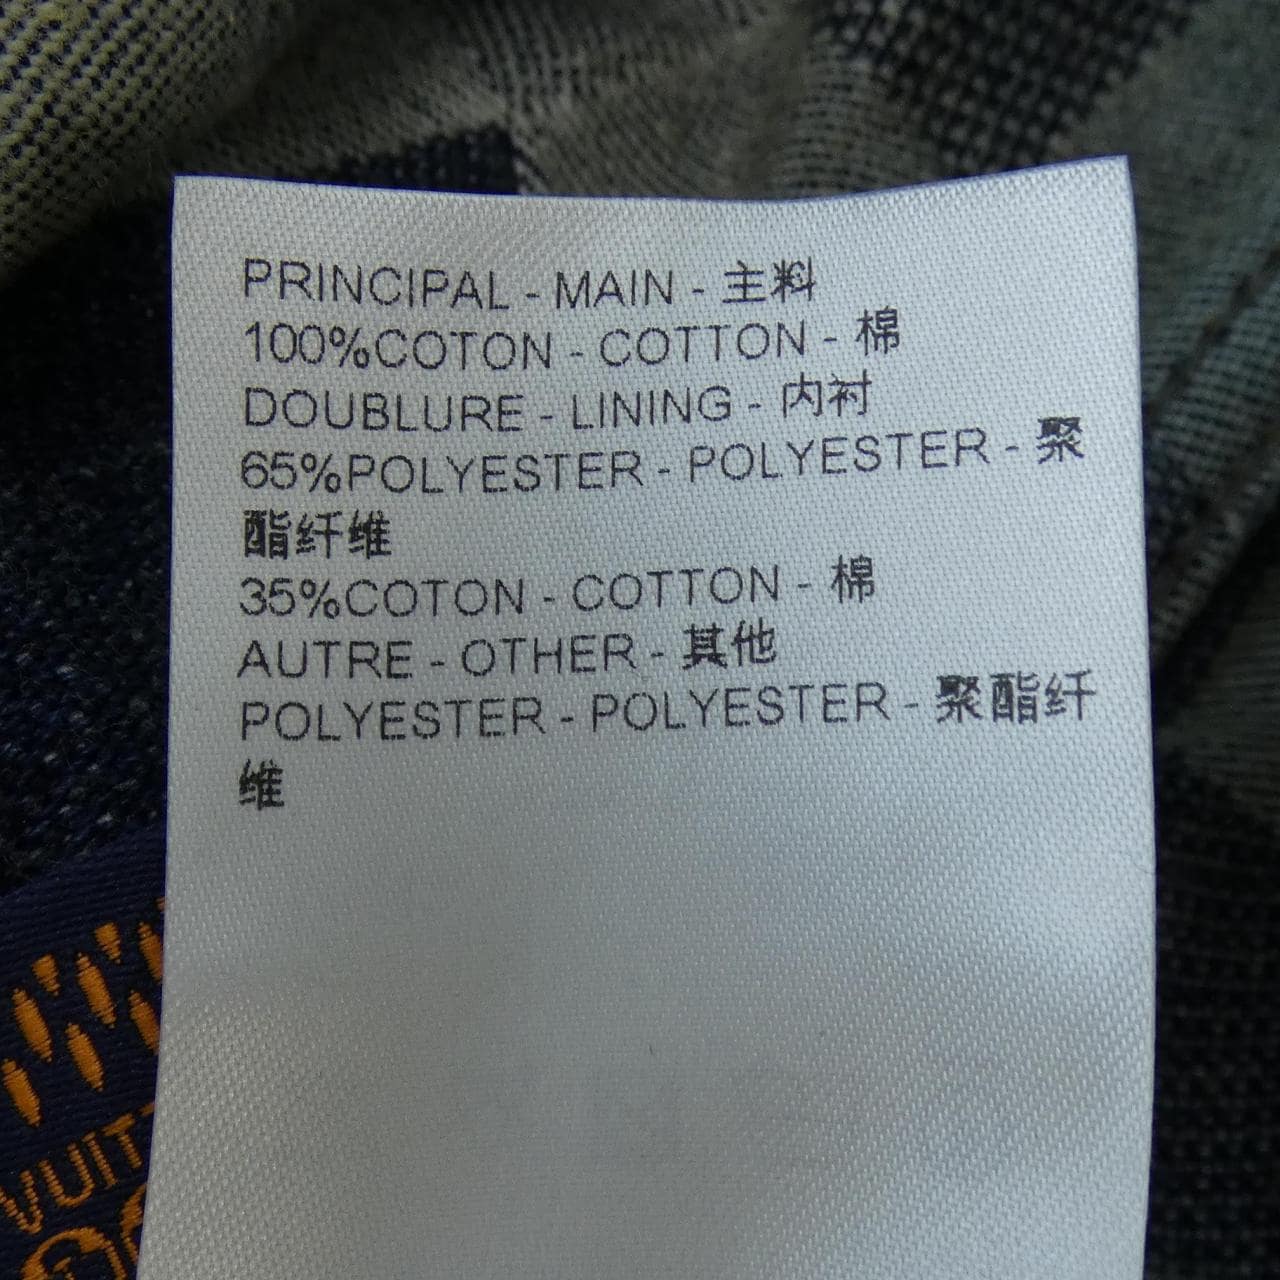 PRINCIPAL - MAIN - 主料
100%COTON - COTTON - 棉
DOUBLURE - LINING - 内衬
65%POLYESTER - POLYESTER - 聚
酯纤维
35%COTON - COTTON - 棉
AUTRE - OTHER - 其他
POLYESTER - POLYESTER - 聚酯纤
维
VUIT